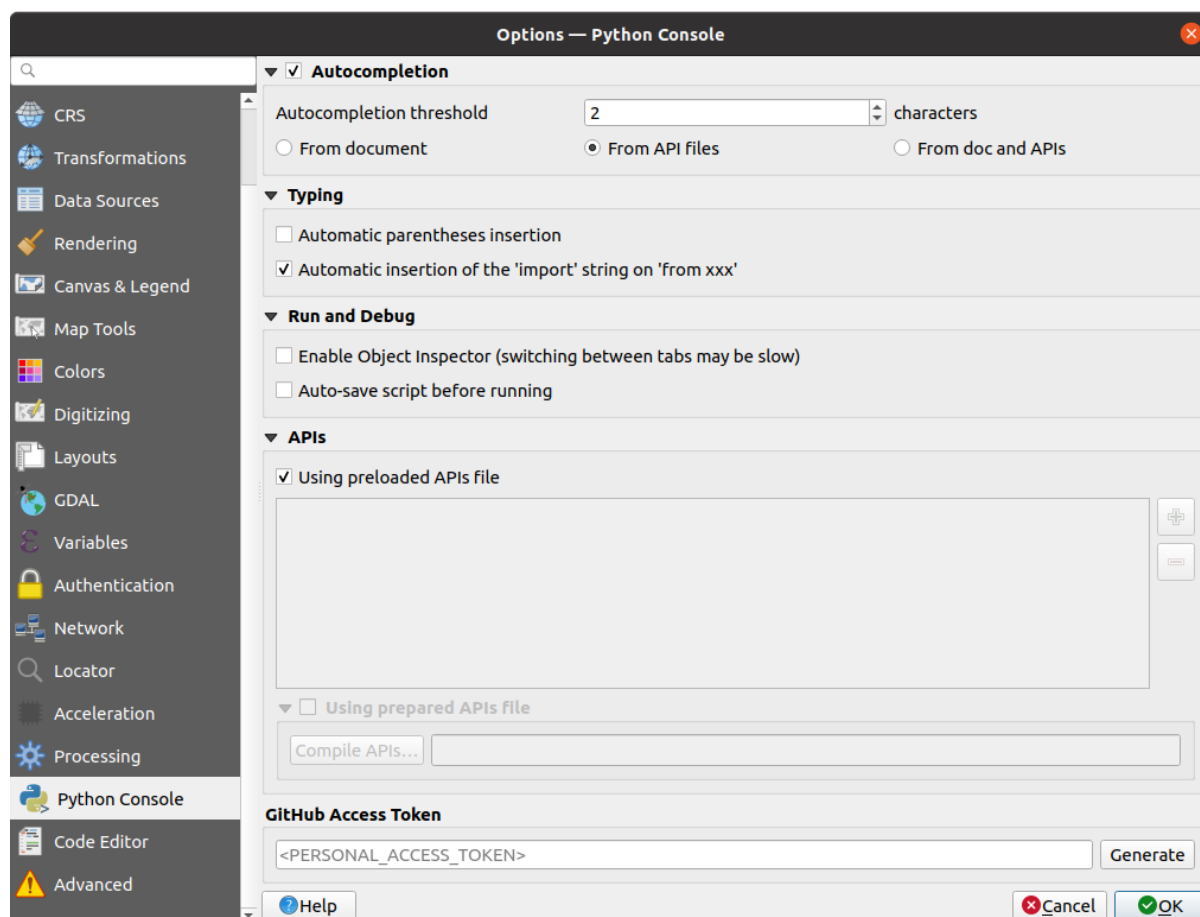 Options — Python Console
Autocompletion
Autocompletion threshold 2 characters
From document From API files From doc and APIs
Typing
Automatic parentheses insertion
Automatic insertion of the 'import' string on 'from xxx'
Run and Debug
Enable Object Inspector (switching between tabs may be slow)
Auto-save script before running
APIs
Using preloaded APIs file
Using prepared APIs file
Compile APIs...
GitHub Access Token
<PERSONAL_ACCESS_TOKEN> Generate
Help Cancel OK
CRS
Transformations
Data Sources
Rendering
Canvas & Legend
Map Tools
Colors
Digitizing
Layouts
GDAL
Variables
Authentication
Network
Locator
Acceleration
Processing
Python Console
Code Editor
Advanced